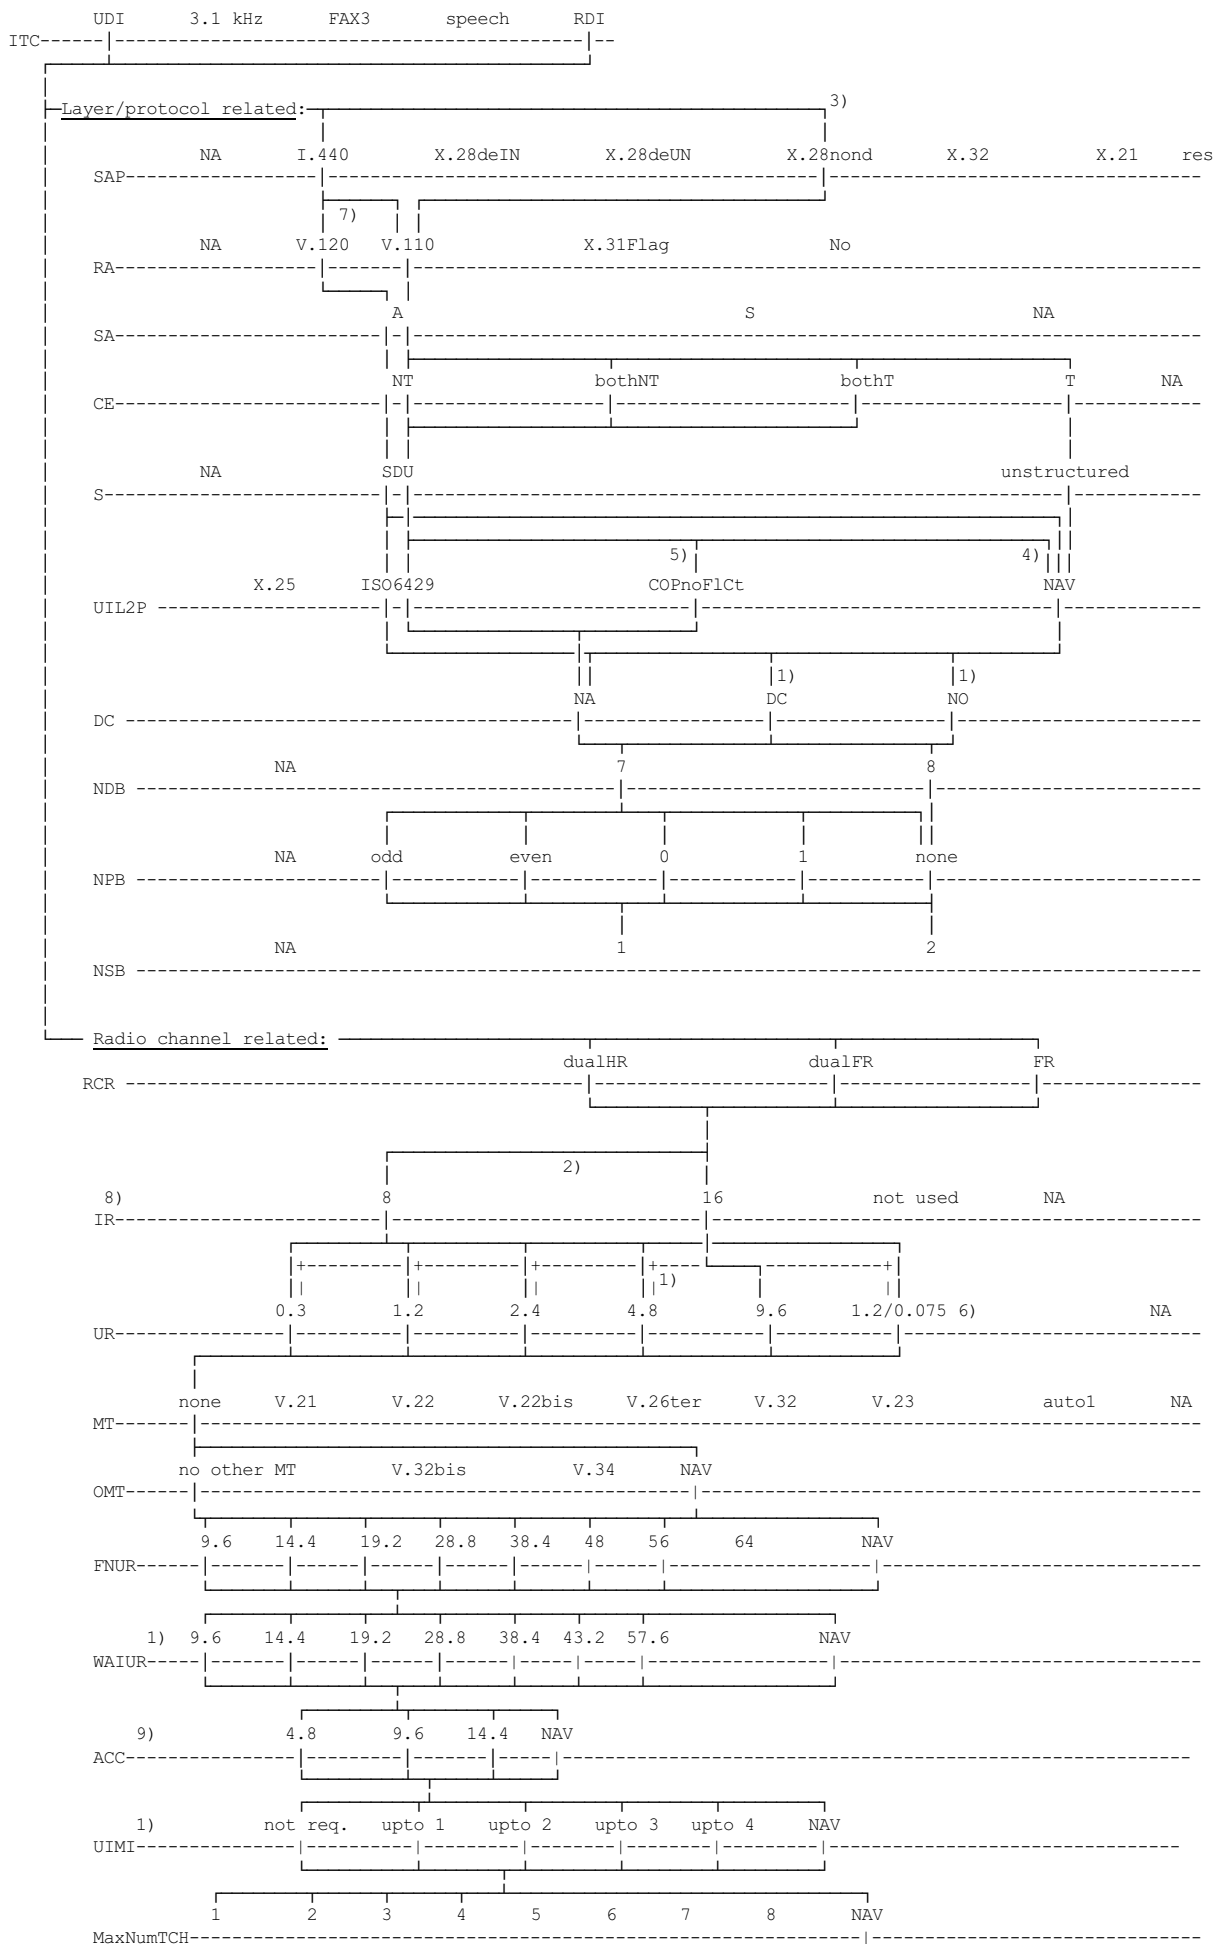 UDI 3.1 kHz FAX3 speech RDI
ITC
Layer/protocol related: 3)
NA I.440 X.28deIN X.28deUN X.28nond X.32 X.21 res
SAP
7)
NA V.120 V.110 X.31Flag No
RA
A S NA
SA
NT bothNT bothT T NA
CE
NA SDU unstructured
S
5) 4)
X.25 ISO6429 COPnoFlCt NAV
UIL2P
1) 1)
NA DC NO
DC
NA 7 8
NDB
NA odd even 0 1 none
NPB
NA 1 2
NSB
Radio channel related:
dualHR dualFR FR
RCR
2)
8) 8 16 not used NA
IR
1)
0.3 1.2 2.4 4.8 9.6 1.2/0.075 6) NA
UR
none V.21 V.22 V.22bis V.26ter V.32 V.23 auto1 NA
MT
no other MT V.32bis V.34 NAV
OMT
9.6 14.4 19.2 28.8 38.4 48 56 64 NAV
FNUR
1) 9.6 14.4 19.2 28.8 38.4 43.2 57.6 NAV
WAIUR
9) 4.8 9.6 14.4 NAV
ACC
1) not req. upto 1 upto 2 upto 3 upto 4 NAV
UIMI
1 2 3 4 5 6 7 8 NAV
MaxNumTCH